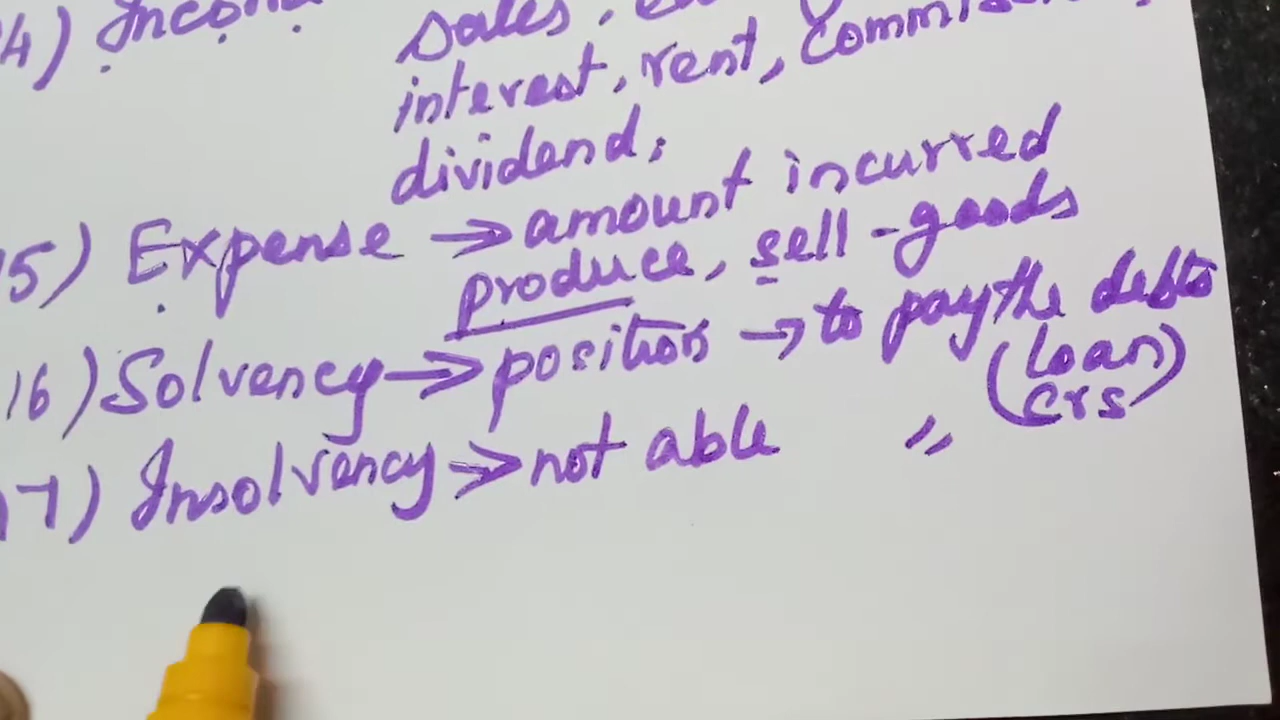 4) Income
sales,
interest, rent, commission,
dividend,
15) Expense → amount incurred
produce, sell - goods
16) Solvency → position → to pay the debts
(loan
crs)
17) Insolvency → not able 〃